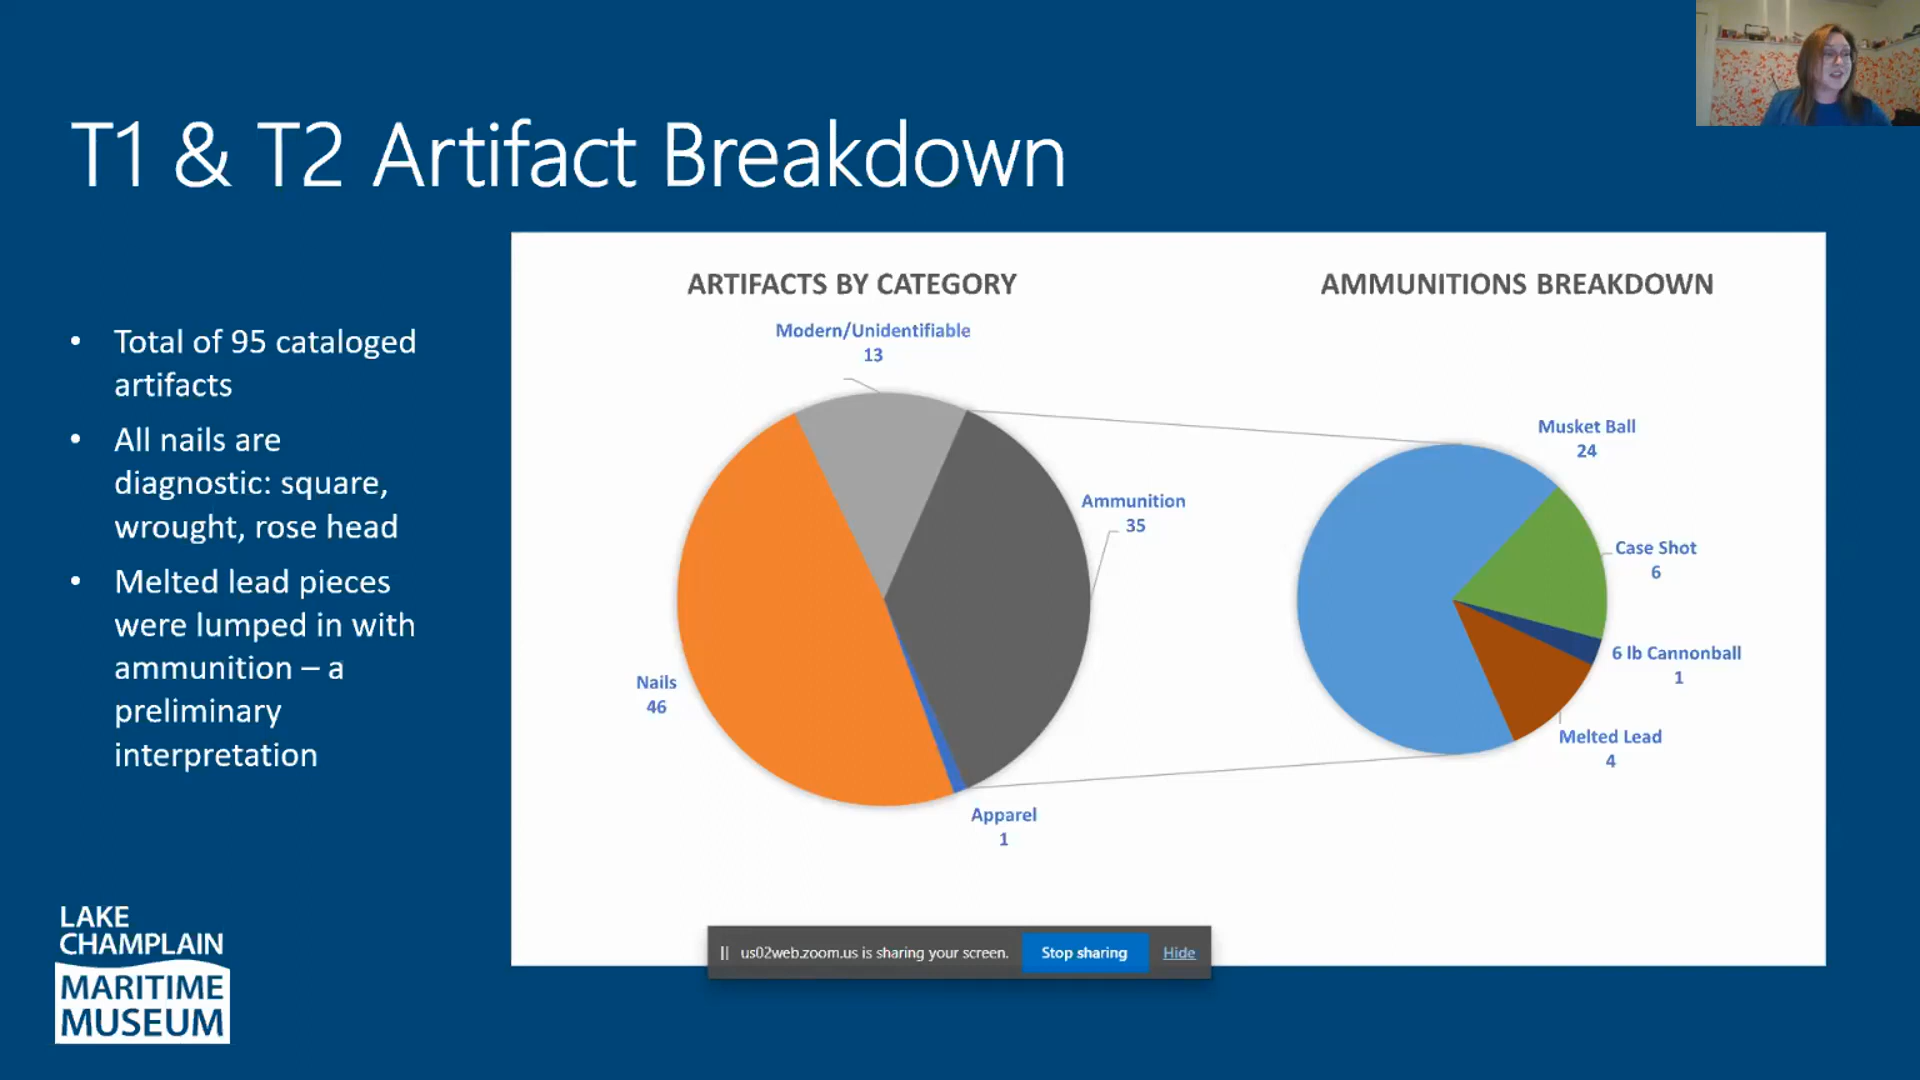 T1 & T2 Artifact Breakdown
• Total of 95 cataloged
artifacts
• All nails are
diagnostic: square,
wrought, rose head
• Melted lead pieces
were lumped in with
ammunition – a
preliminary
interpretation
ARTIFACTS BY CATEGORY
Modern/Unidentifiable
13
Ammunition
35
Nails
46
Apparel
1
AMMUNITIONS BREAKDOWN
Musket Ball
24
Case Shot
6
6 lb Cannonball
1
Melted Lead
4
LAKE
CHAMPLAIN
MARITIME
MUSEUM
us02web.zoom.us is sharing your screen. Stop sharing Hide